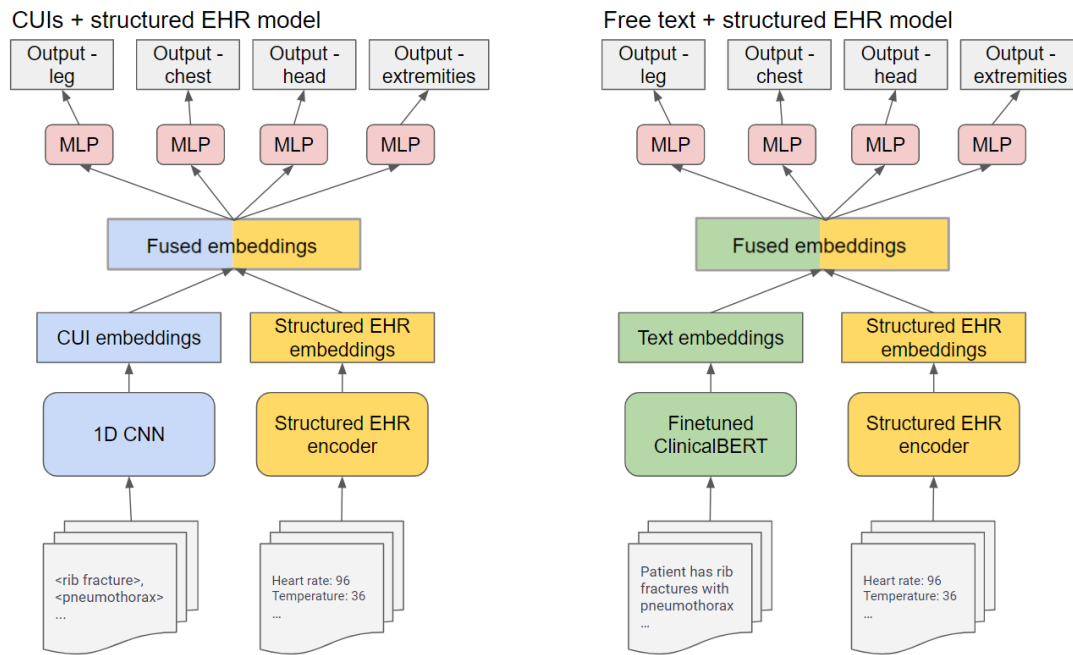 CUIs + structured EHR model
Output -
leg
Output -
chest
Output -
head
Output -
extremities
MLP
MLP
MLP
MLP
Fused embeddings
CUI embeddings
Structured EHR
embeddings
1D CNN
Structured EHR
encoder
<rib fracture>,
<pneumothorax>
...
Heart rate: 96
Temperature: 36
...
Free text + structured EHR model
Output -
leg
Output -
chest
Output -
head
Output -
extremities
MLP
MLP
MLP
MLP
Fused embeddings
Text embeddings
Structured EHR
embeddings
Finetuned
ClinicalBERT
Structured EHR
encoder
Patient has rib
fractures with
pneumothorax
...
Heart rate: 96
Temperature: 36
...